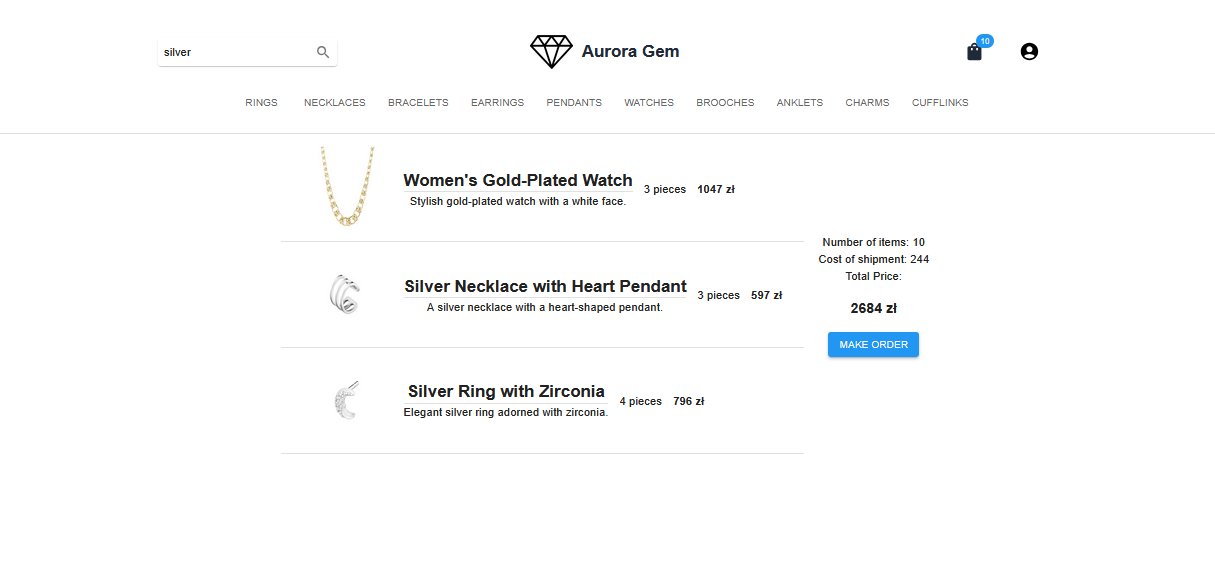 silver
Aurora Gem
10
RINGS NECKLACES BRACELETS EARRINGS PENDANTS WATCHES BROOCHES ANKLETS CHARMS CUFFLINKS
Women's Gold-Plated Watch
Stylish gold-plated watch with a white face.
3 pieces 1047 zł
Silver Necklace with Heart Pendant
A silver necklace with a heart-shaped pendant.
3 pieces 597 zł
Silver Ring with Zirconia
Elegant silver ring adorned with zirconia.
4 pieces 796 zł
Number of items: 10
Cost of shipment: 244
Total Price:
2684 zł
MAKE ORDER